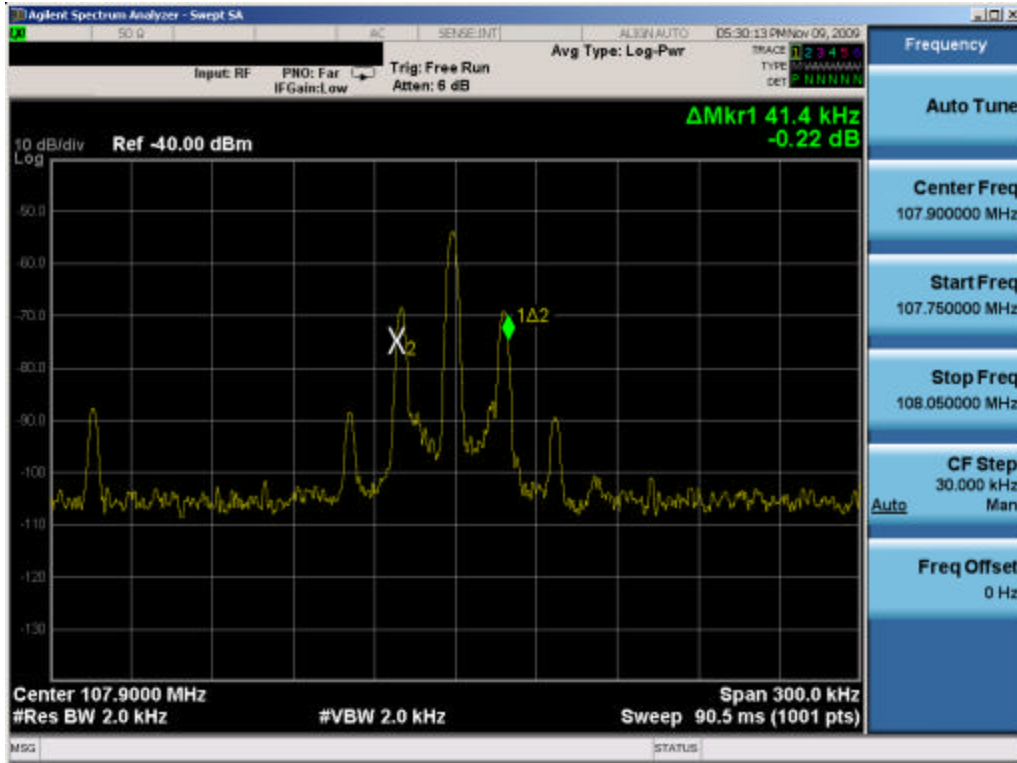 Agilent Spectrum Analyzer - Swept SA
50 Ω AC SENSE:INT ALIGNAUTO 05:30:13 PM Nov 09, 2009
Input: RF PNO: Far IFGain:Low Trig: Free Run Atten: 6 dB Avg Type: Log-Pwr
TRACE 1 2 3 4 5 6
TYPE MWWWWW
DET P N N N N N
ΔMkr1 41.4 kHz
-0.22 dB
10 dB/div Ref -40.00 dBm
Log
-50.0
-60.0
-70.0
1Δ2
2
-80.0
-90.0
-100
-110
-120
-130
Center 107.9000 MHz Span 300.0 kHz
#Res BW 2.0 kHz #VBW 2.0 kHz Sweep 90.5 ms (1001 pts)
MSG STATUS
Frequency
Auto Tune
Center Freq
107.900000 MHz
Start Freq
107.750000 MHz
Stop Freq
108.050000 MHz
CF Step
30.000 kHz
Auto Man
Freq Offset
0 Hz